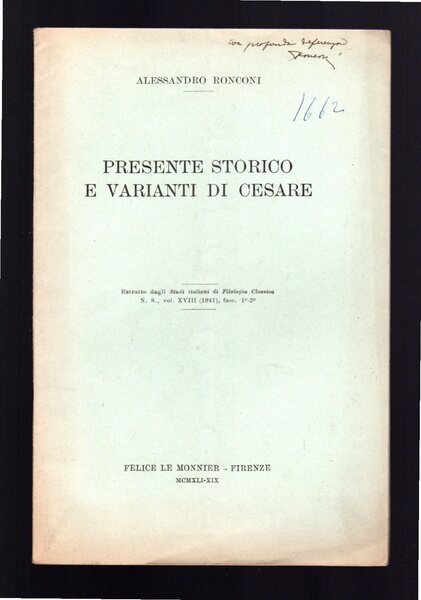 con profonda deferenza
Ronconi
ALESSANDRO RONCONI
1662
PRESENTE STORICO
E VARIANTI DI CESARE
Estratto dagli Studi italiani di Filologia Classica
N. S., vol. XVIII (1941), fasc. 1º-2º
FELICE LE MONNIER - FIRENZE
MCMXLI-XIX